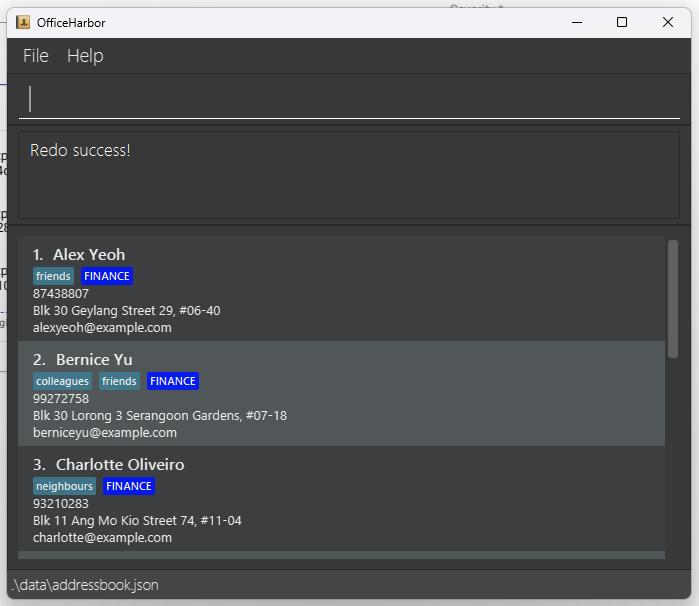 Severity *
OfficeHarbor
File Help
Redo success!
1. Alex Yeoh
friends FINANCE
87438807
Blk 30 Geylang Street 29, #06-40
alexyeoh@example.com
2. Bernice Yu
colleagues friends FINANCE
99272758
Blk 30 Lorong 3 Serangoon Gardens, #07-18
berniceyu@example.com
3. Charlotte Oliveiro
neighbours FINANCE
93210283
Blk 11 Ang Mo Kio Street 74, #11-04
charlotte@example.com
.\data\addressbook.json